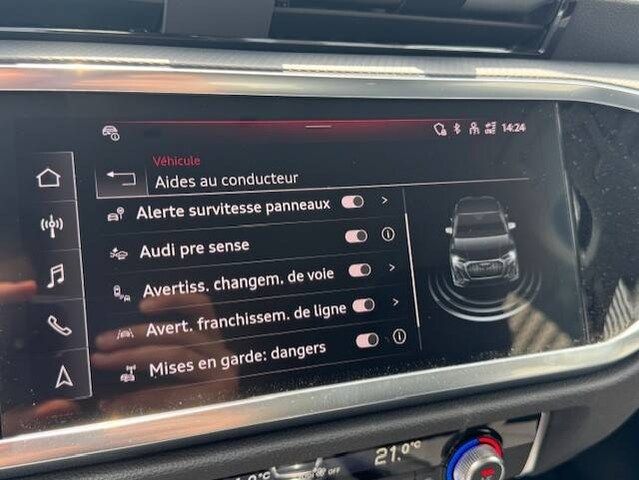 14:24
Véhicule
Aides au conducteur
Alerte survitesse panneaux
Audi pre sense
Avertiss. changem. de voie
Avert. franchissem. de ligne
Mises en garde: dangers
21.0°C
OFF